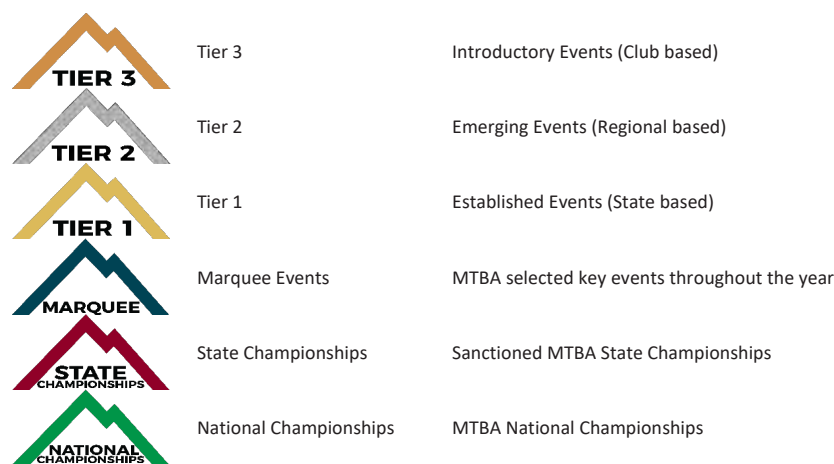 TIER 3
Tier 3
Introductory Events (Club based)
TIER 2
Tier 2
Emerging Events (Regional based)
TIER 1
Tier 1
Established Events (State based)
MARQUEE
Marquee Events
MTBA selected key events throughout the year
STATE
CHAMPIONSHIPS
State Championships
Sanctioned MTBA State Championships
NATIONAL
CHAMPIONSHIPS
National Championships
MTBA National Championships